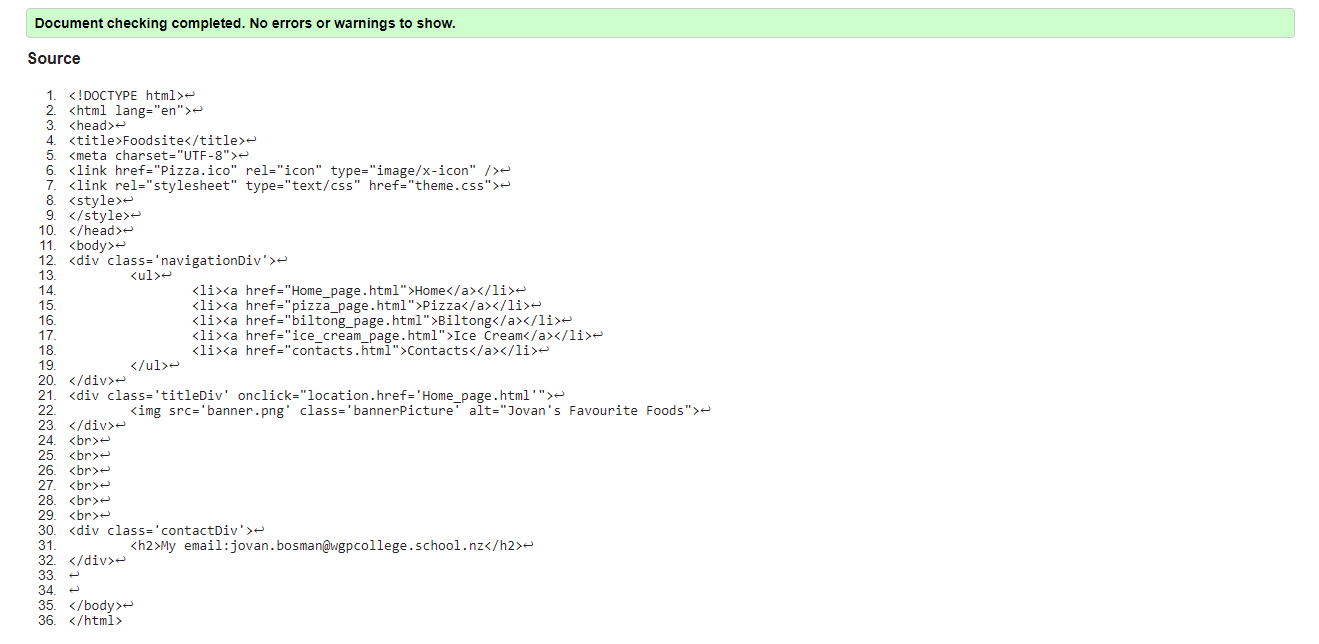 Document checking completed. No errors or warnings to show.
Source
1. <!DOCTYPE html>↩
2. <html lang="en">↩
3. <head>↩
4. <title>Foodsite</title>↩
5. <meta charset="UTF-8">↩
6. <link href="Pizza.ico" rel="icon" type="image/x-icon" />↩
7. <link rel="stylesheet" type="text/css" href="theme.css">↩
8. <style>↩
9. </style>↩
10. </head>↩
11. <body>↩
12. <div class='navigationDiv'>↩
13. <ul>↩
14. <li><a href="Home_page.html">Home</a></li>↩
15. <li><a href="pizza_page.html">Pizza</a></li>↩
16. <li><a href="biltong_page.html">Biltong</a></li>↩
17. <li><a href="ice_cream_page.html">Ice Cream</a></li>↩
18. <li><a href="contacts.html">Contacts</a></li>↩
19. </ul>↩
20. </div>↩
21. <div class='titleDiv' onclick="location.href='Home_page.html'">↩
22. <img src='banner.png' class='bannerPicture' alt="Jovan's Favourite Foods">↩
23. </div>↩
24. <br>↩
25. <br>↩
26. <br>↩
27. <br>↩
28. <br>↩
29. <br>↩
30. <div class='contactDiv'>↩
31. <h2>My email:jovan.bosman@wgpcollege.school.nz</h2>↩
32. </div>↩
33. ↩
34. ↩
35. </body>↩
36. </html>